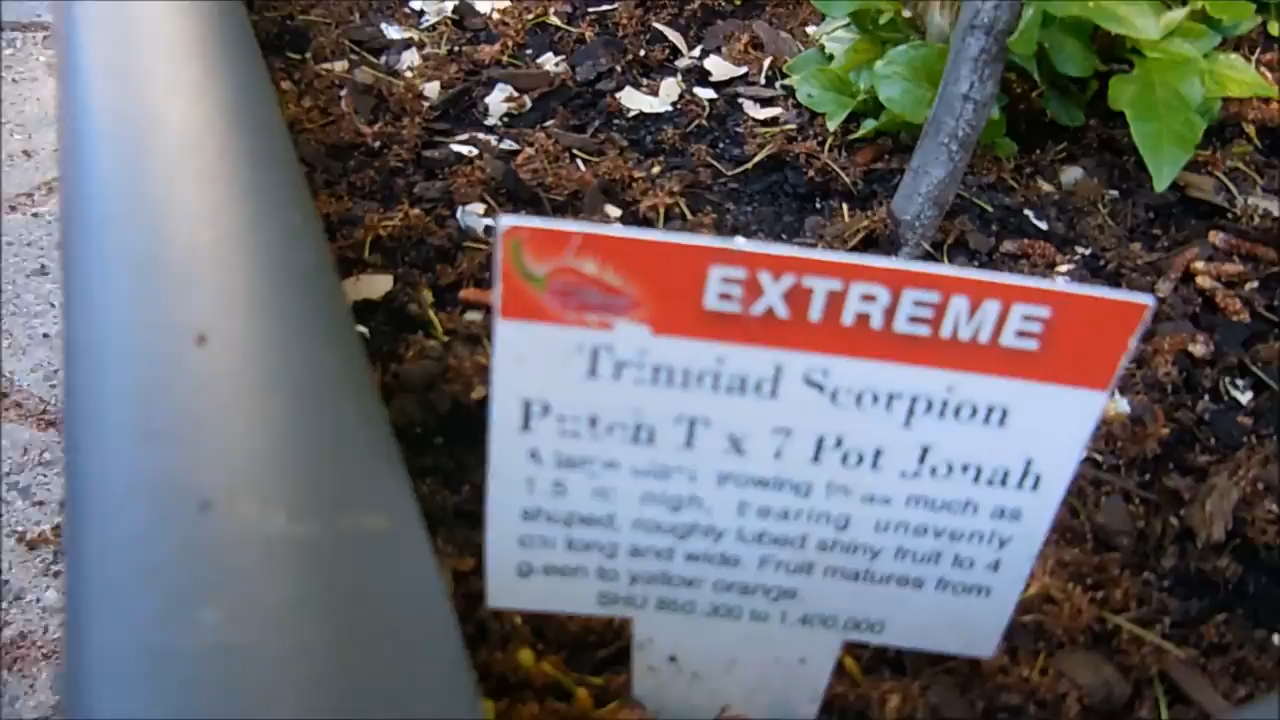 EXTREME
Trinidad Scorpion
Butch T x 7 Pot Jonah
A large plant, growing to as much as
1.5 m high, bearing unevenly
shaped, roughly lobed shiny fruit to 4
cm long and wide. Fruit matures from
green to yellow orange.
SHU to 1,400,000